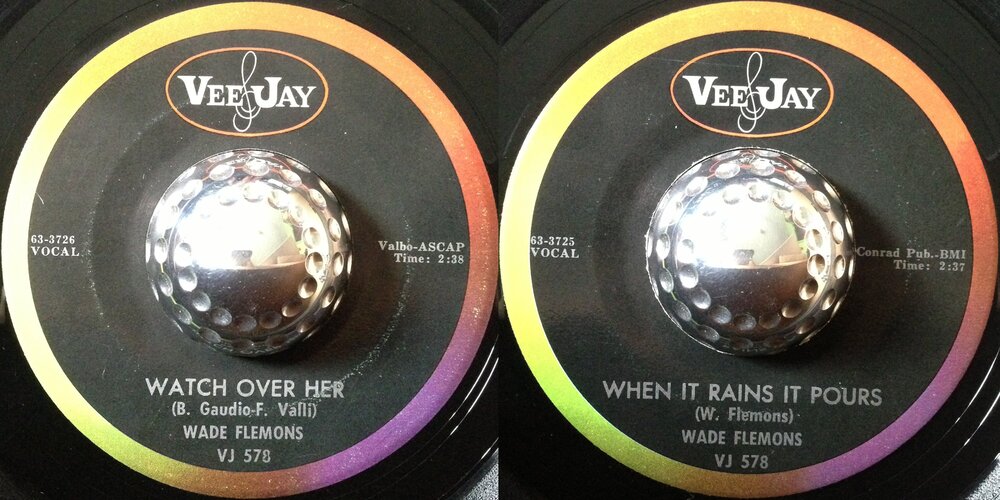 VEE JAY
63-3726
VOCAL
Valbo-ASCAP
Time: 2:38
WATCH OVER HER
(B. Gaudio-F. Valli)
WADE FLEMONS
VJ 578
VEE JAY
63-3725
VOCAL
Conrad Pub.-BMI
Time: 2:37
WHEN IT RAINS IT POURS
(W. Flemons)
WADE FLEMONS
VJ 578